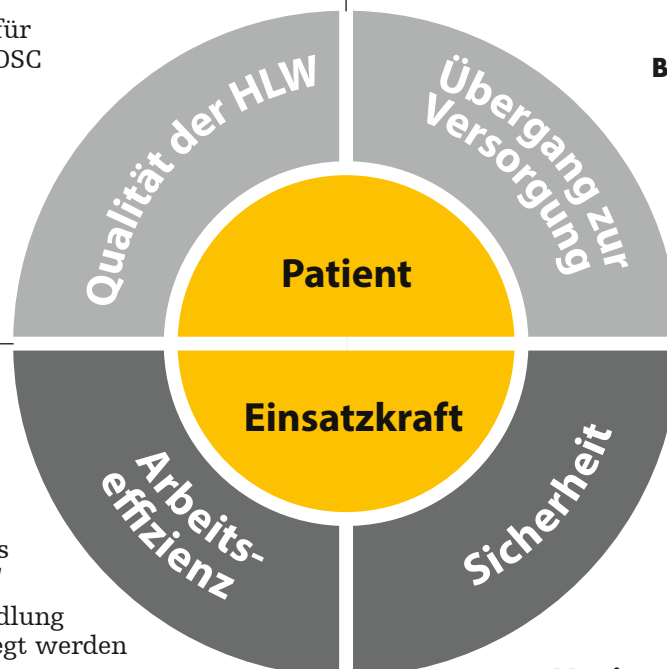 für
OSC
B
Qualität der HLW
Übergang zur
Versorgung
Patient
Einsatzkraft
Arbeits-
effizienz
Sicherheit
s
dlung
egt werden